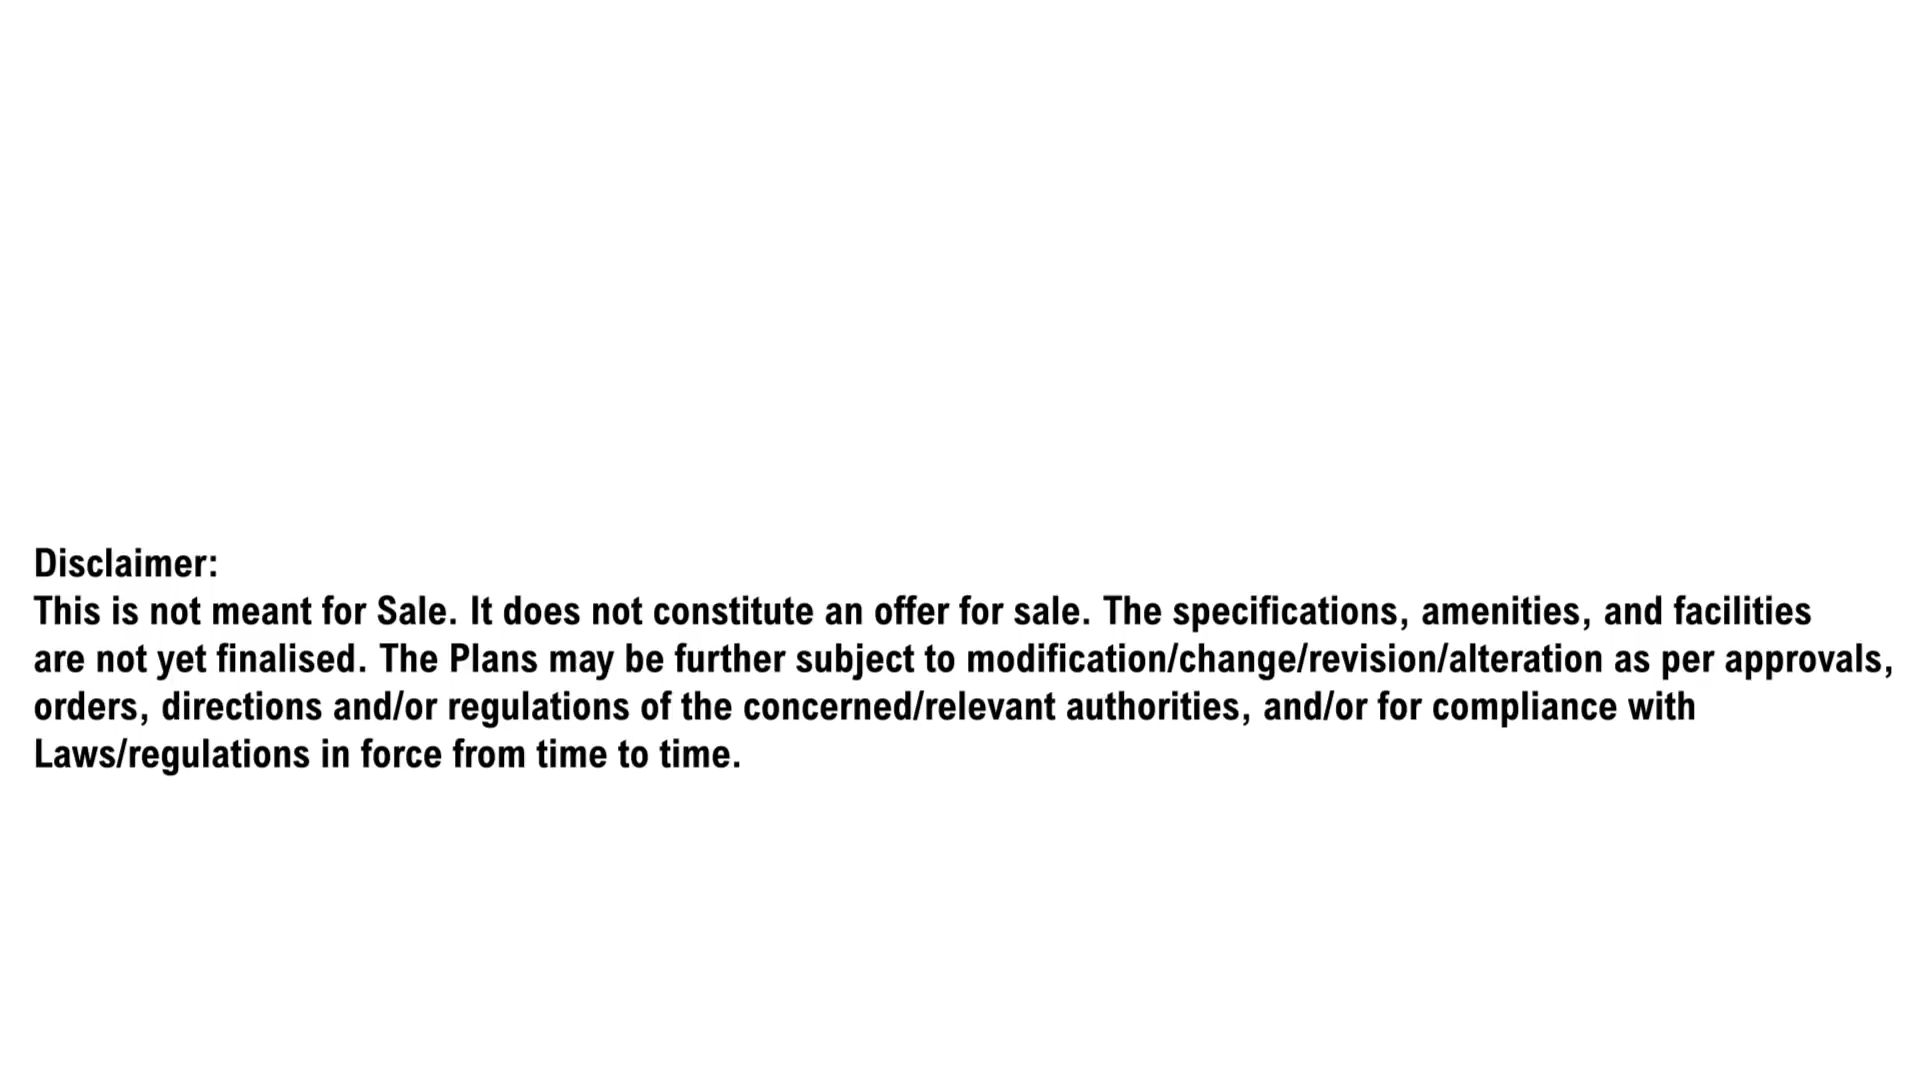 Disclaimer:
This is not meant for Sale. It does not constitute an offer for sale. The specifications, amenities, and facilities
are not yet finalised. The Plans may be further subject to modification/change/revision/alteration as per approvals,
orders, directions and/or regulations of the concerned/relevant authorities, and/or for compliance with
Laws/regulations in force from time to time.